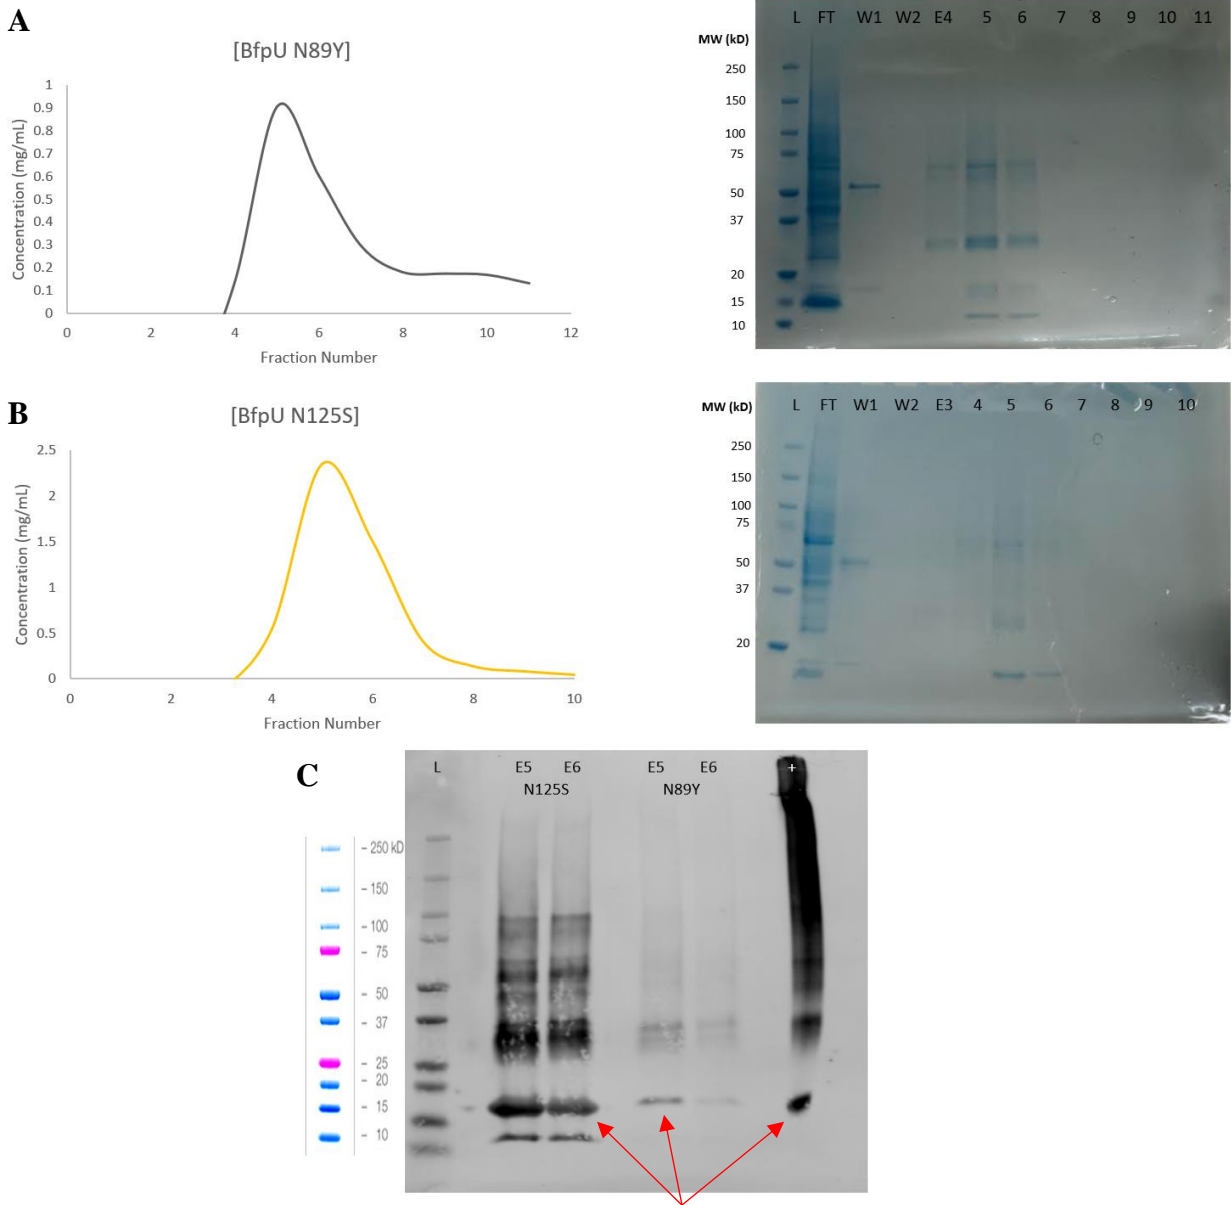 A
[BfpU N89Y]
Concentration (mg/mL)
1
0.9
0.8
0.7
0.6
0.5
0.4
0.3
0.2
0.1
0
0 2 4 6 8 10 12
Fraction Number
L FT W1 W2 E4 5 6 7 8 9 10 11
MW (kD)
250
150
100
75
50
37
20
15
10
B
[BfpU N125S]
Concentration (mg/mL)
2.5
2
1.5
1
0.5
0
0 2 4 6 8 10
Fraction Number
MW (kD) L FT W1 W2 E3 4 5 6 7 8 9 10
250
150
100
75
50
37
20
C
L E5 E6 E5 E6 +
N125S N89Y
- 250 kD
- 150
- 100
- 75
- 50
- 37
- 25
- 20
- 15
- 10